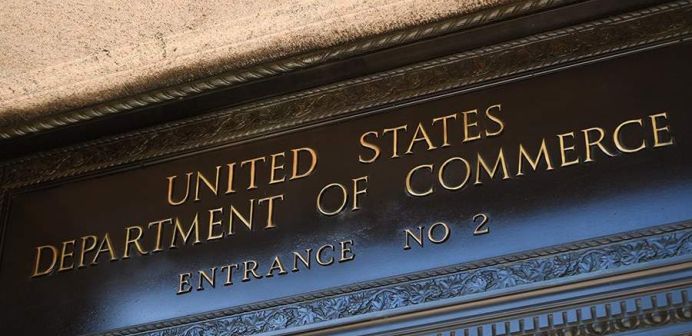 UNITED STATES
DEPARTMENT OF COMMERCE
ENTRANCE NO 2